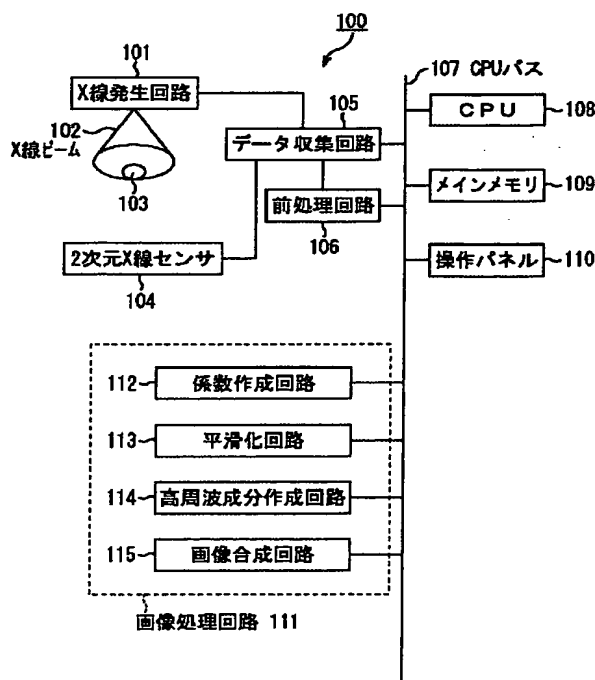 100
101
X線発生回路
102
X線ビーム
103
105
データ収集回路
前処理回路
106
2次元X線センサ
104
107 CPUバス
CPU 108
メインメモリ 109
操作パネル 110
112 係数作成回路
113 平滑化回路
114 高周波成分作成回路
115 画像合成回路
画像処理回路 111